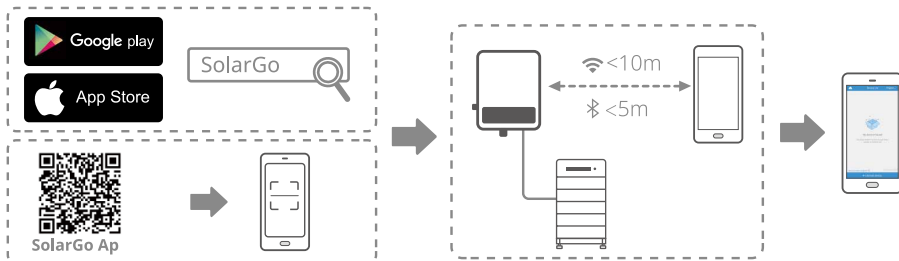 Google play
SolarGo
App Store
<10m
<5m
SolarGo Ap